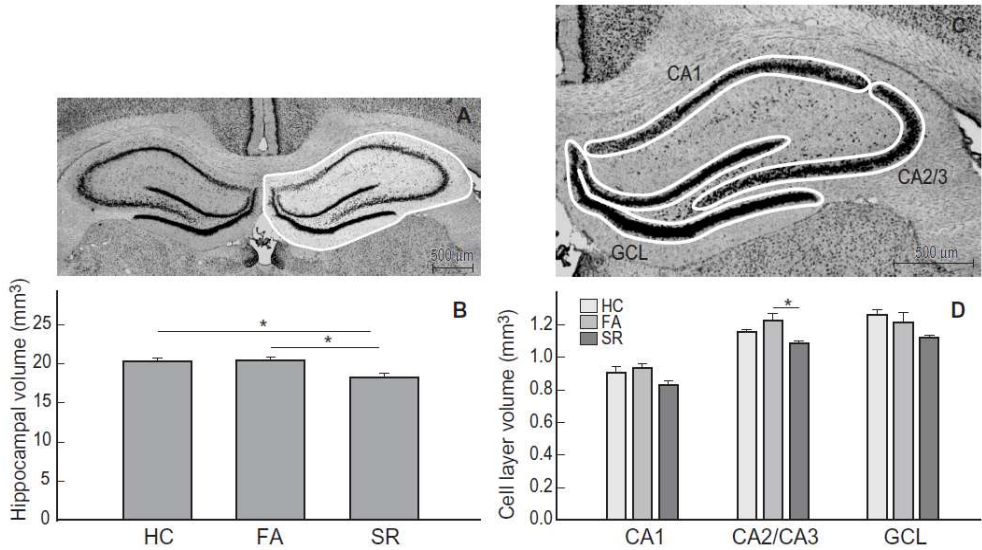 A
500 µm
B
Hippocampal volume (mm³)
25
20
15
10
5
0
*
*
HC FA SR
C
CA1
CA2/3
GCL
500 µm
D
Cell layer volume (mm³)
1.2
1.0
0.8
0.6
0.4
0.2
0.0
HC
FA
SR
*
CA1 CA2/CA3 GCL